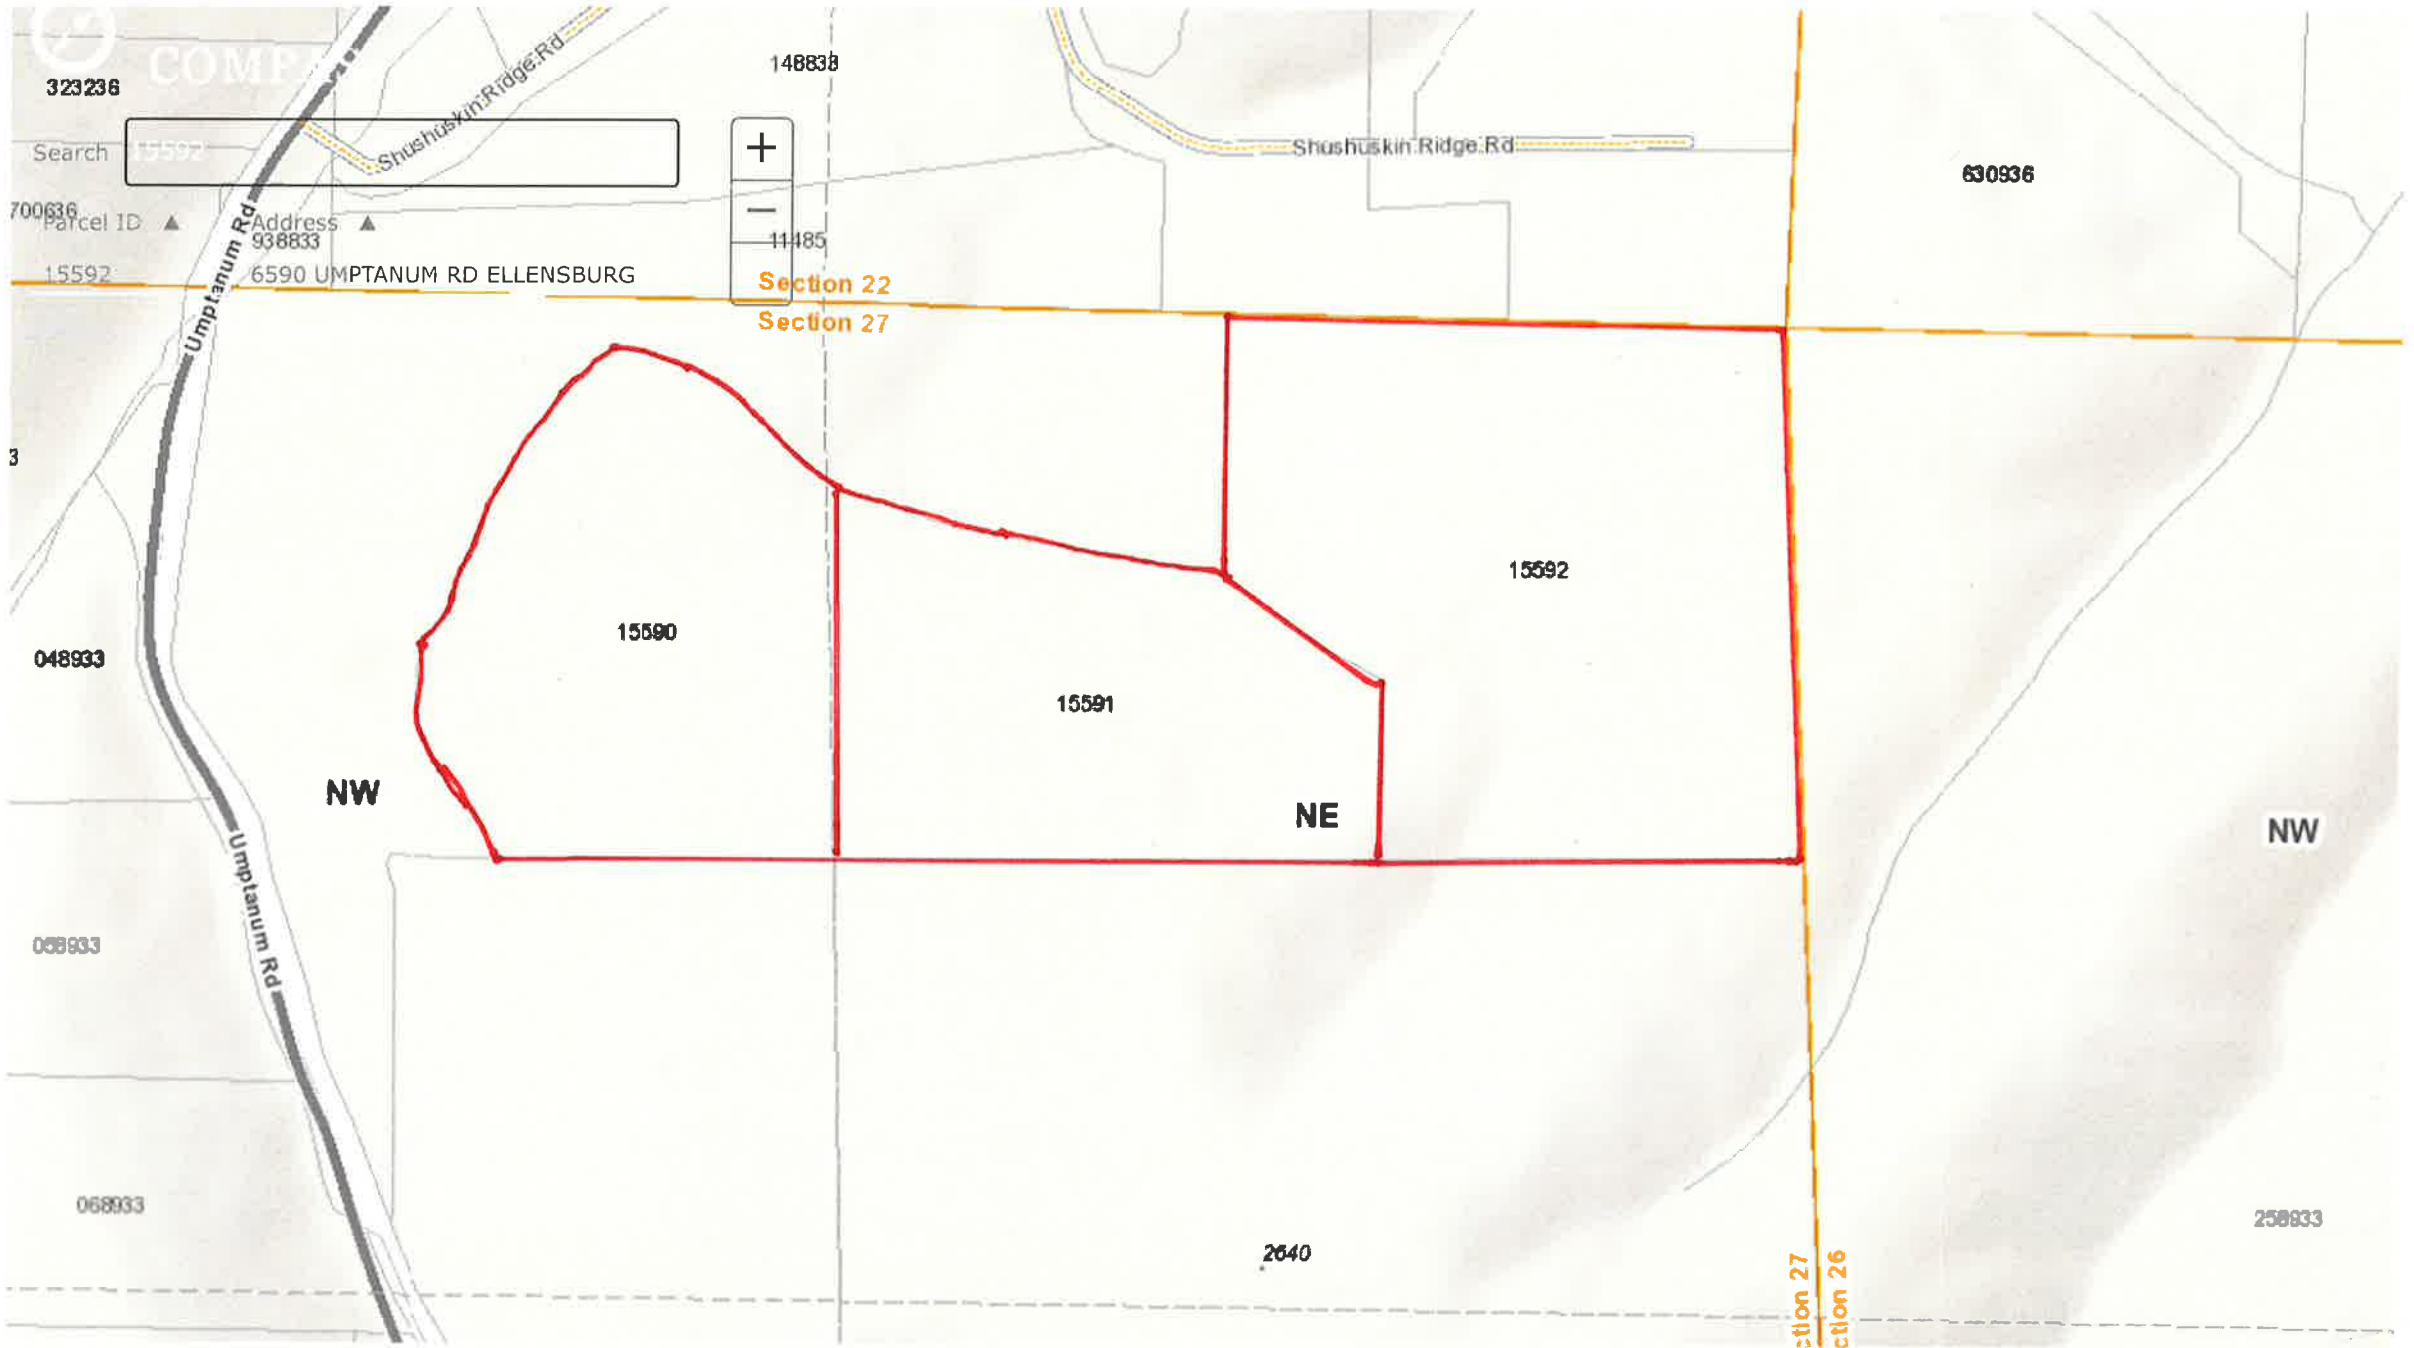 COMP
323236
148833
Shushuskin Ridge Rd
Shushuskin Ridge Rd
Search 15592
+
630936
700636
Parcel ID ▲ Address ▲
−
938833
11485
15592 6590 UMPTANUM RD ELLENSBURG
Umptanum Rd
Section 22
Section 27
3
15592
15590
048933
15591
NW
NE
NW
Umptanum Rd
068933
2640
ction 27
ction 26